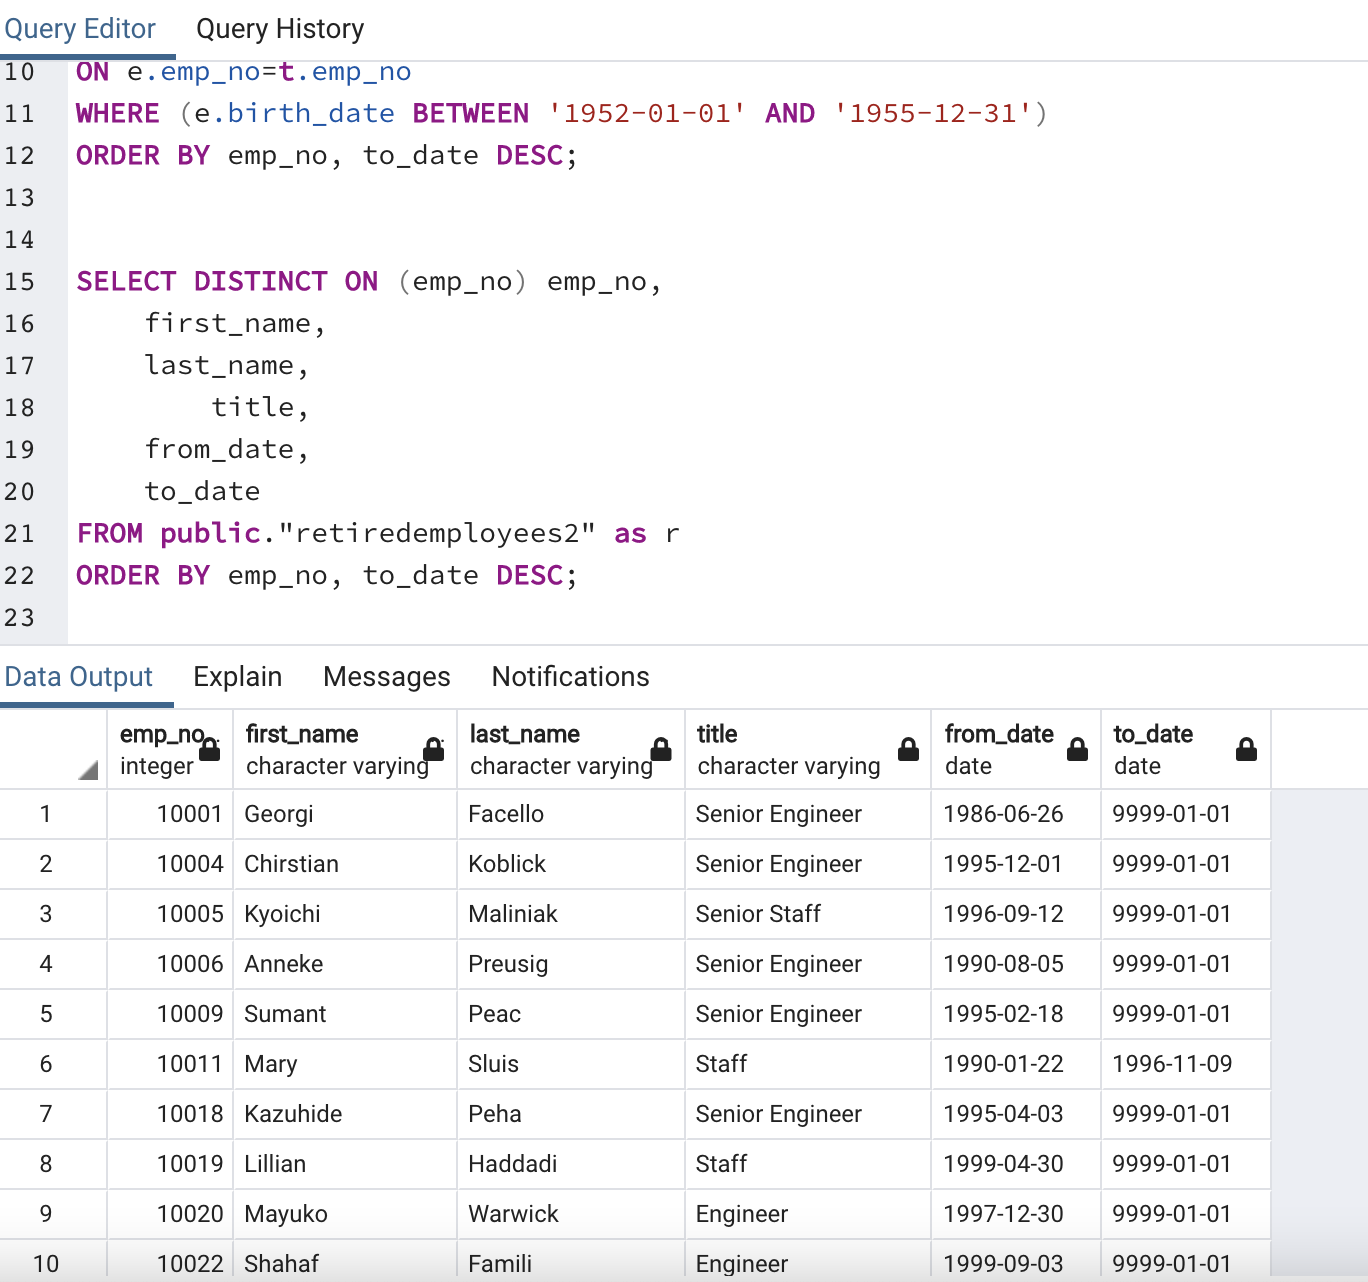 Query Editor Query History
10 ON e.emp_no=t.emp_no
11 WHERE (e.birth_date BETWEEN '1952-01-01' AND '1955-12-31')
12 ORDER BY emp_no, to_date DESC;
13
14
15 SELECT DISTINCT ON (emp_no) emp_no,
16 first_name,
17 last_name,
18 title,
19 from_date,
20 to_date
21 FROM public."retiredemployees2" as r
22 ORDER BY emp_no, to_date DESC;
23
Data Output Explain Messages Notifications
emp_no first_name last_name title from_date to_date
integer character varying character varying character varying date date
1 10001 Georgi Facello Senior Engineer 1986-06-26 9999-01-01
2 10004 Chirstian Koblick Senior Engineer 1995-12-01 9999-01-01
3 10005 Kyoichi Maliniak Senior Staff 1996-09-12 9999-01-01
4 10006 Anneke Preusig Senior Engineer 1990-08-05 9999-01-01
5 10009 Sumant Peac Senior Engineer 1995-02-18 9999-01-01
6 10011 Mary Sluis Staff 1990-01-22 1996-11-09
7 10018 Kazuhide Peha Senior Engineer 1995-04-03 9999-01-01
8 10019 Lillian Haddadi Staff 1999-04-30 9999-01-01
9 10020 Mayuko Warwick Engineer 1997-12-30 9999-01-01
10 10022 Shahaf Famili Engineer 1999-09-03 9999-01-01